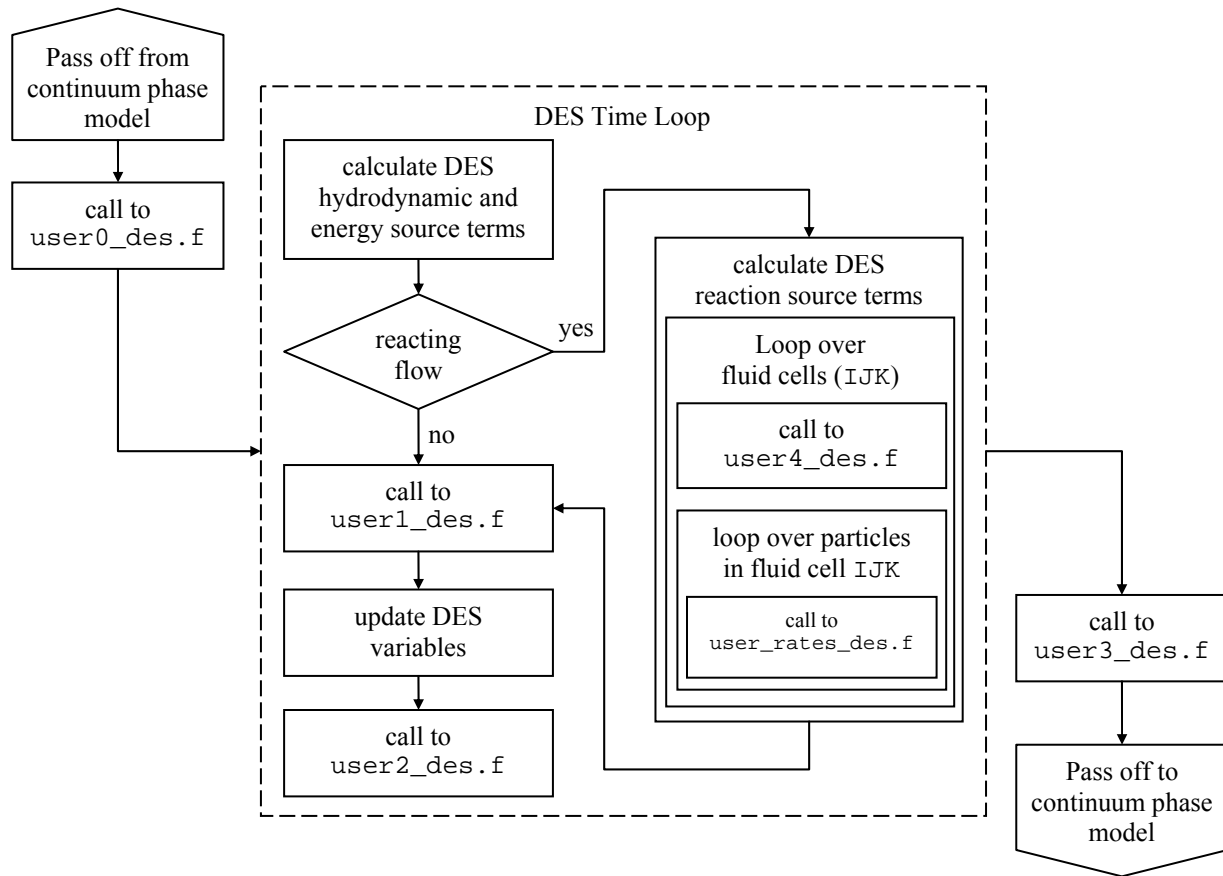 Pass off from
continuum phase
model
call to
user0_des.f
DES Time Loop
calculate DES
hydrodynamic and
energy source terms
reacting
flow
yes
no
calculate DES
reaction source terms
Loop over
fluid cells (IJK)
call to
user4_des.f
loop over particles
in fluid cell IJK
call to
user_rates_des.f
call to
user1_des.f
update DES
variables
call to
user2_des.f
call to
user3_des.f
Pass off to
continuum phase
model